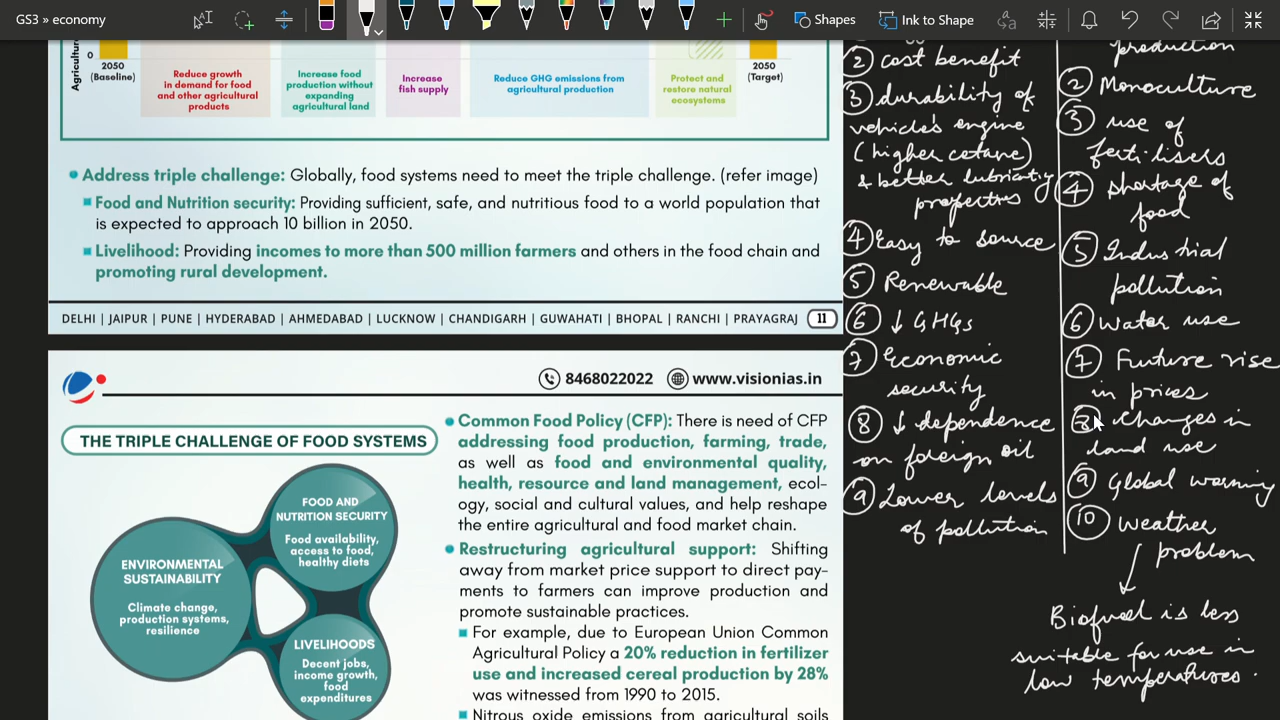 GS3 » economy
Shapes
Ink to Shape
Agricultur
0
2050
(Baseline)
Reduce growth
in demand for food
and other agricultural
products
Increase food
production without
expanding
agricultural land
Increase
fish supply
Reduce GHG emissions from
agricultural production
Protect and
restore natural
ecosystems
2050
(Target)
Address triple challenge: Globally, food systems need to meet the triple challenge. (refer image)
Food and Nutrition security: Providing sufficient, safe, and nutritious food to a world population that
is expected to approach 10 billion in 2050.
Livelihood: Providing incomes to more than 500 million farmers and others in the food chain and
promoting rural development.
DELHI | JAIPUR | PUNE | HYDERABAD | AHMEDABAD | LUCKNOW | CHANDIGARH | GUWAHATI | BHOPAL | RANCHI | PRAYAGRAJ 11
8468022022 www.visionias.in
THE TRIPLE CHALLENGE OF FOOD SYSTEMS
FOOD AND
NUTRITION SECURITY
Food availability,
access to food,
healthy diets
ENVIRONMENTAL
SUSTAINABILITY
Climate change,
production systems,
resilience
LIVELIHOODS
Decent jobs,
income growth,
food
expenditures
Common Food Policy (CFP): There is need of CFP
addressing food production, farming, trade,
as well as food and environmental quality,
health, resource and land management, ecol-
ogy, social and cultural values, and help reshape
the entire agricultural and food market chain.
Restructuring agricultural support: Shifting
away from market price support to direct pay-
ments to farmers can improve production and
promote sustainable practices.
For example, due to European Union Common
Agricultural Policy a 20% reduction in fertilizer
use and increased cereal production by 28%
was witnessed from 1990 to 2015.
Nitrous oxide emissions from agricultural soils
2 cost benefit
3 durability of
vehicle's engine
(higher cetane)
& better lubricating
properties
4 Easy to source
5 Renewable
6 ↓ GHGs
7 Economic
security
8 ↓ dependence
on foreign oil
9 Lower levels
of pollution
production
2 Monoculture
3 use of
fertilisers
4 shortage of
food
5 Industrial
pollution
6 water use
7 Future rise
in prices
8 changes in
land use
9 Global warming
10 weather
problem
Biofuel is less
suitable for use in
low temperatures.